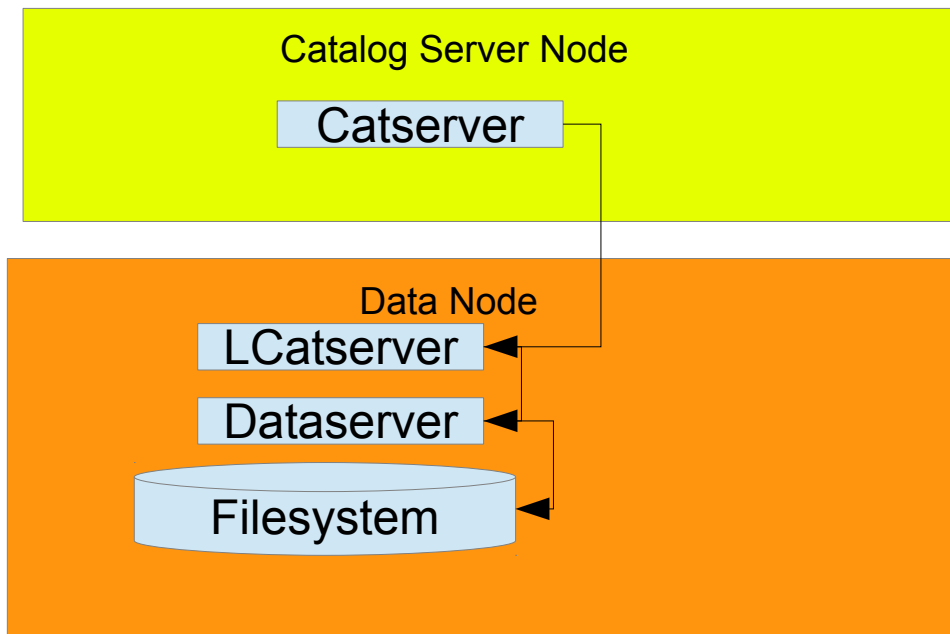 Catalog Server Node
Catserver
Data Node
LCatserver
Dataserver
Filesystem